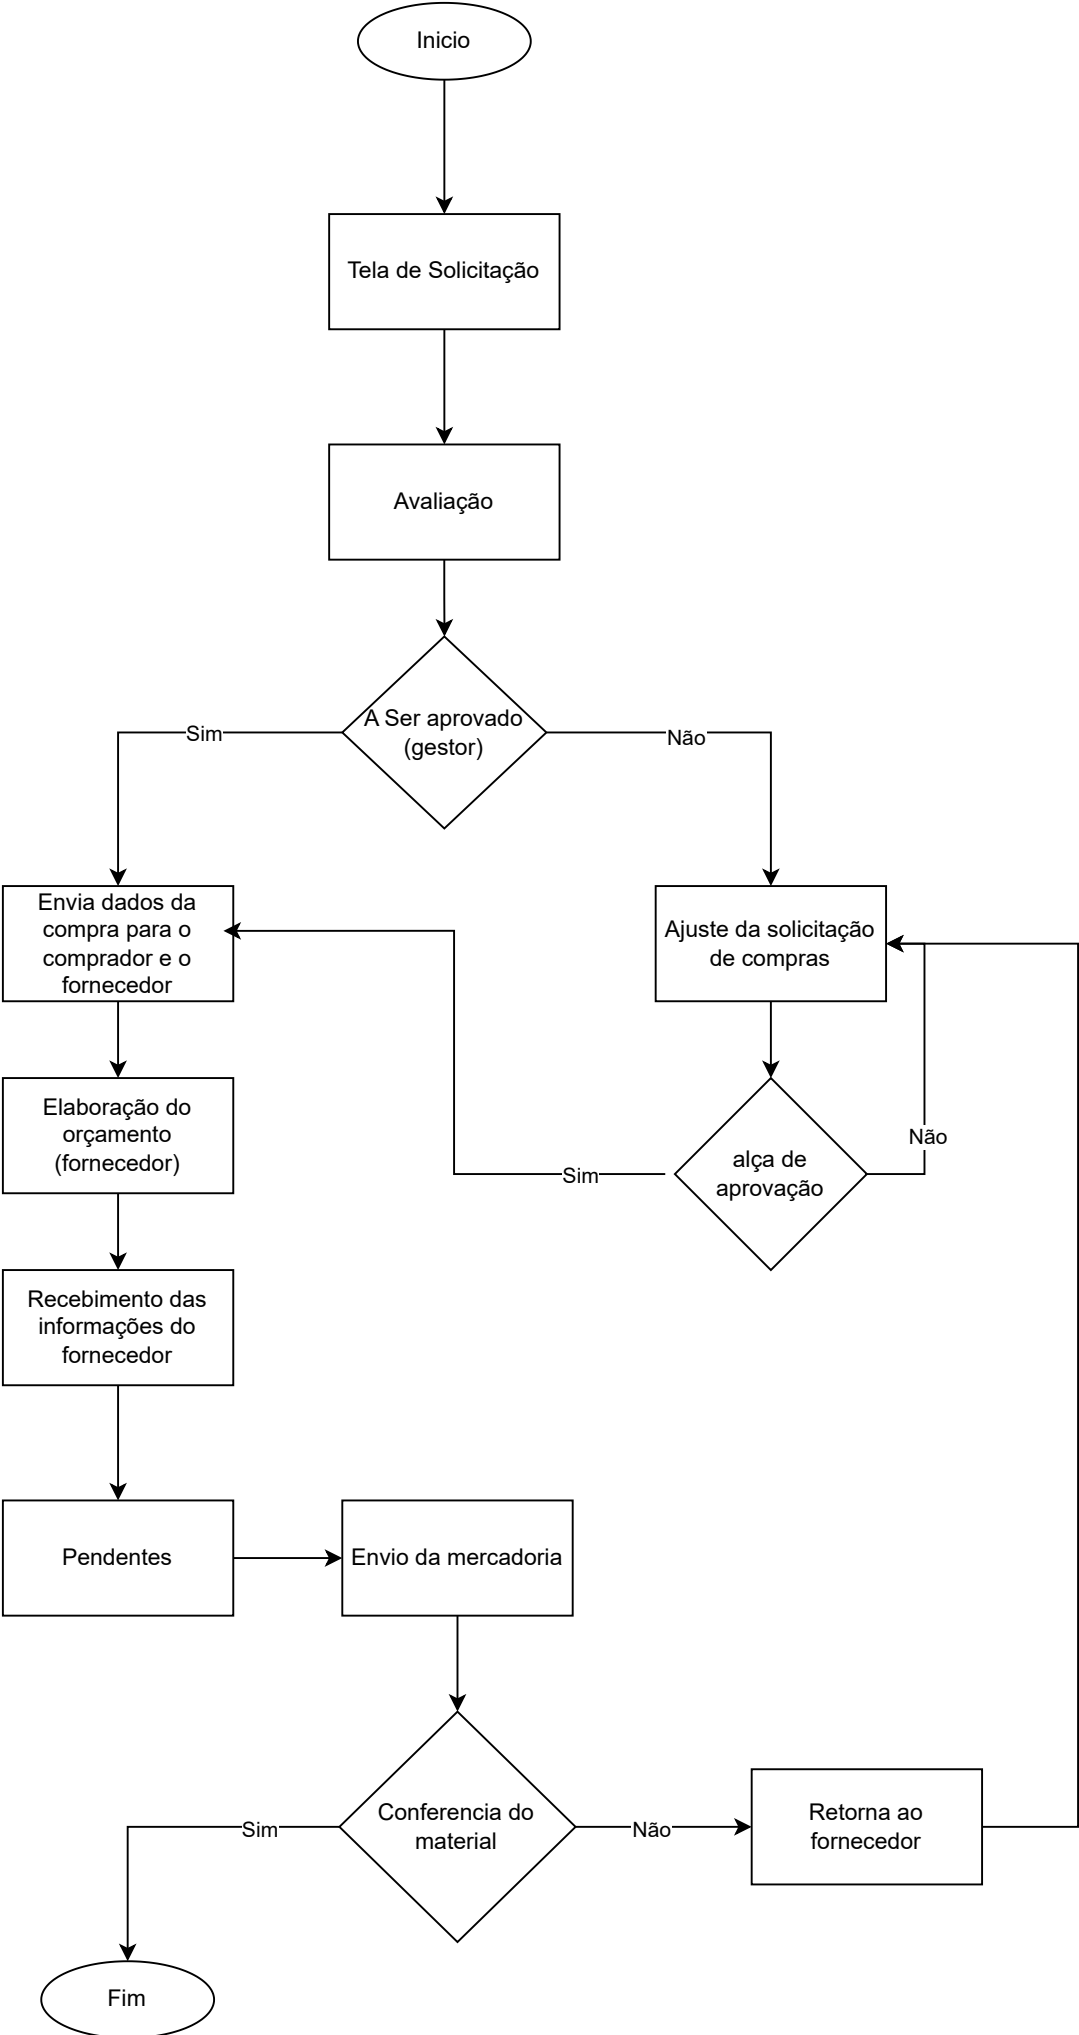 Inicio
Tela de Solicitação
Avaliação
A Ser aprovado
(gestor)
Sim
Não
Envia dados da
compra para o
comprador e o
fornecedor
Ajuste da solicitação
de compras
Elaboração do
orçamento
(fornecedor)
alça de
aprovação
Não
Sim
Recebimento das
informações do
fornecedor
Pendentes
Envio da mercadoria
Conferencia do
material
Sim
Não
Retorna ao
fornecedor
Fim